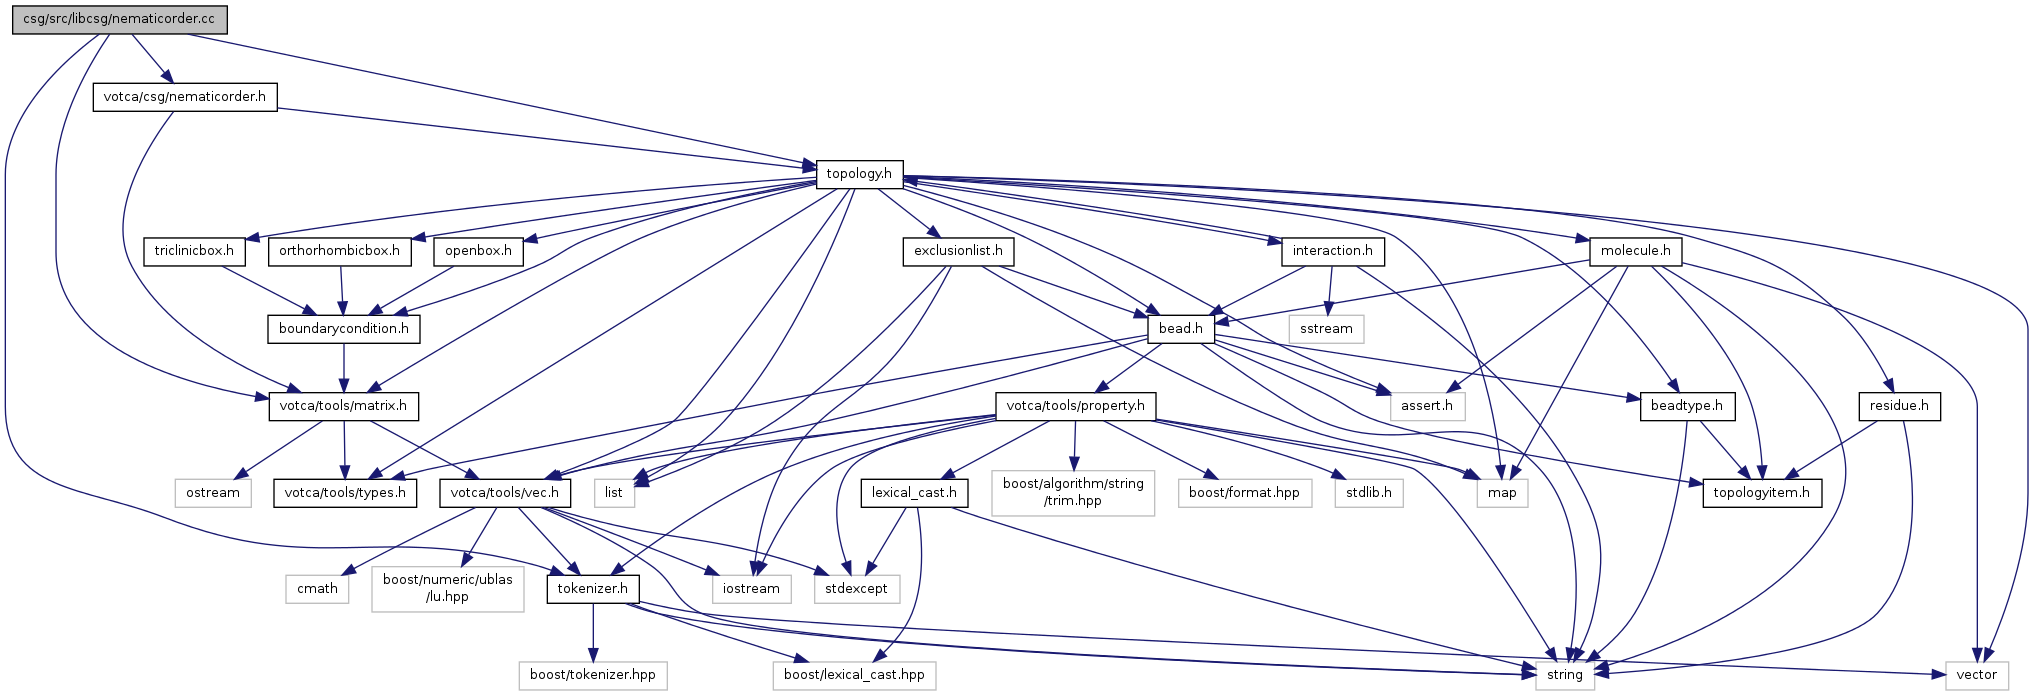 csg/src/libcsg/nematicorder.cc
votca/csg/nematicorder.h
topology.h
triclinicbox.h
orthorhombicbox.h
openbox.h
exclusionlist.h
interaction.h
molecule.h
boundarycondition.h
bead.h
sstream
votca/tools/matrix.h
votca/tools/property.h
assert.h
beadtype.h
residue.h
ostream
votca/tools/types.h
votca/tools/vec.h
list
lexical_cast.h
boost/algorithm/string
/trim.hpp
boost/format.hpp
stdlib.h
map
topologyitem.h
cmath
boost/numeric/ublas
/lu.hpp
tokenizer.h
iostream
stdexcept
boost/tokenizer.hpp
boost/lexical_cast.hpp
string
vector